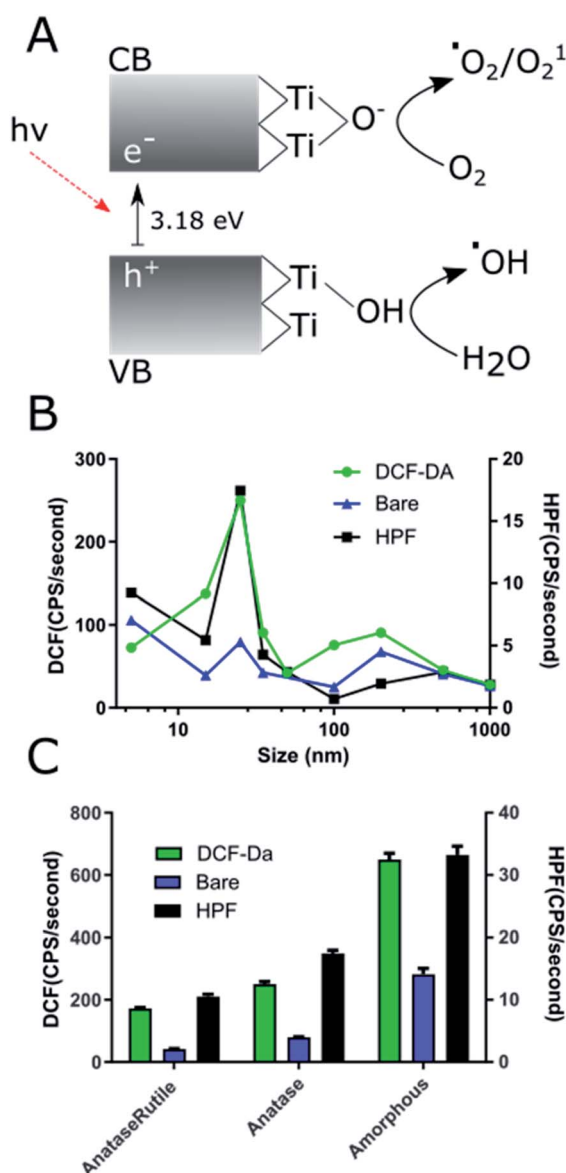 A
CB
hv
e⁻
Ti
Ti
O⁻
˙O₂/O₂¹
O₂
3.18 eV
h⁺
Ti
Ti
OH
˙OH
H2O
VB
B
DCF(CPS/second)
300
200
100
0
DCF-DA
Bare
HPF
20
15
10
5
0
HPF(CPS/second)
10
100
1000
Size (nm)
C
DCF(CPS/second)
800
600
400
200
0
DCF-Da
Bare
HPF
40
30
20
10
0
HPF(CPS/second)
AnataseRutile
Anatase
Amorphous